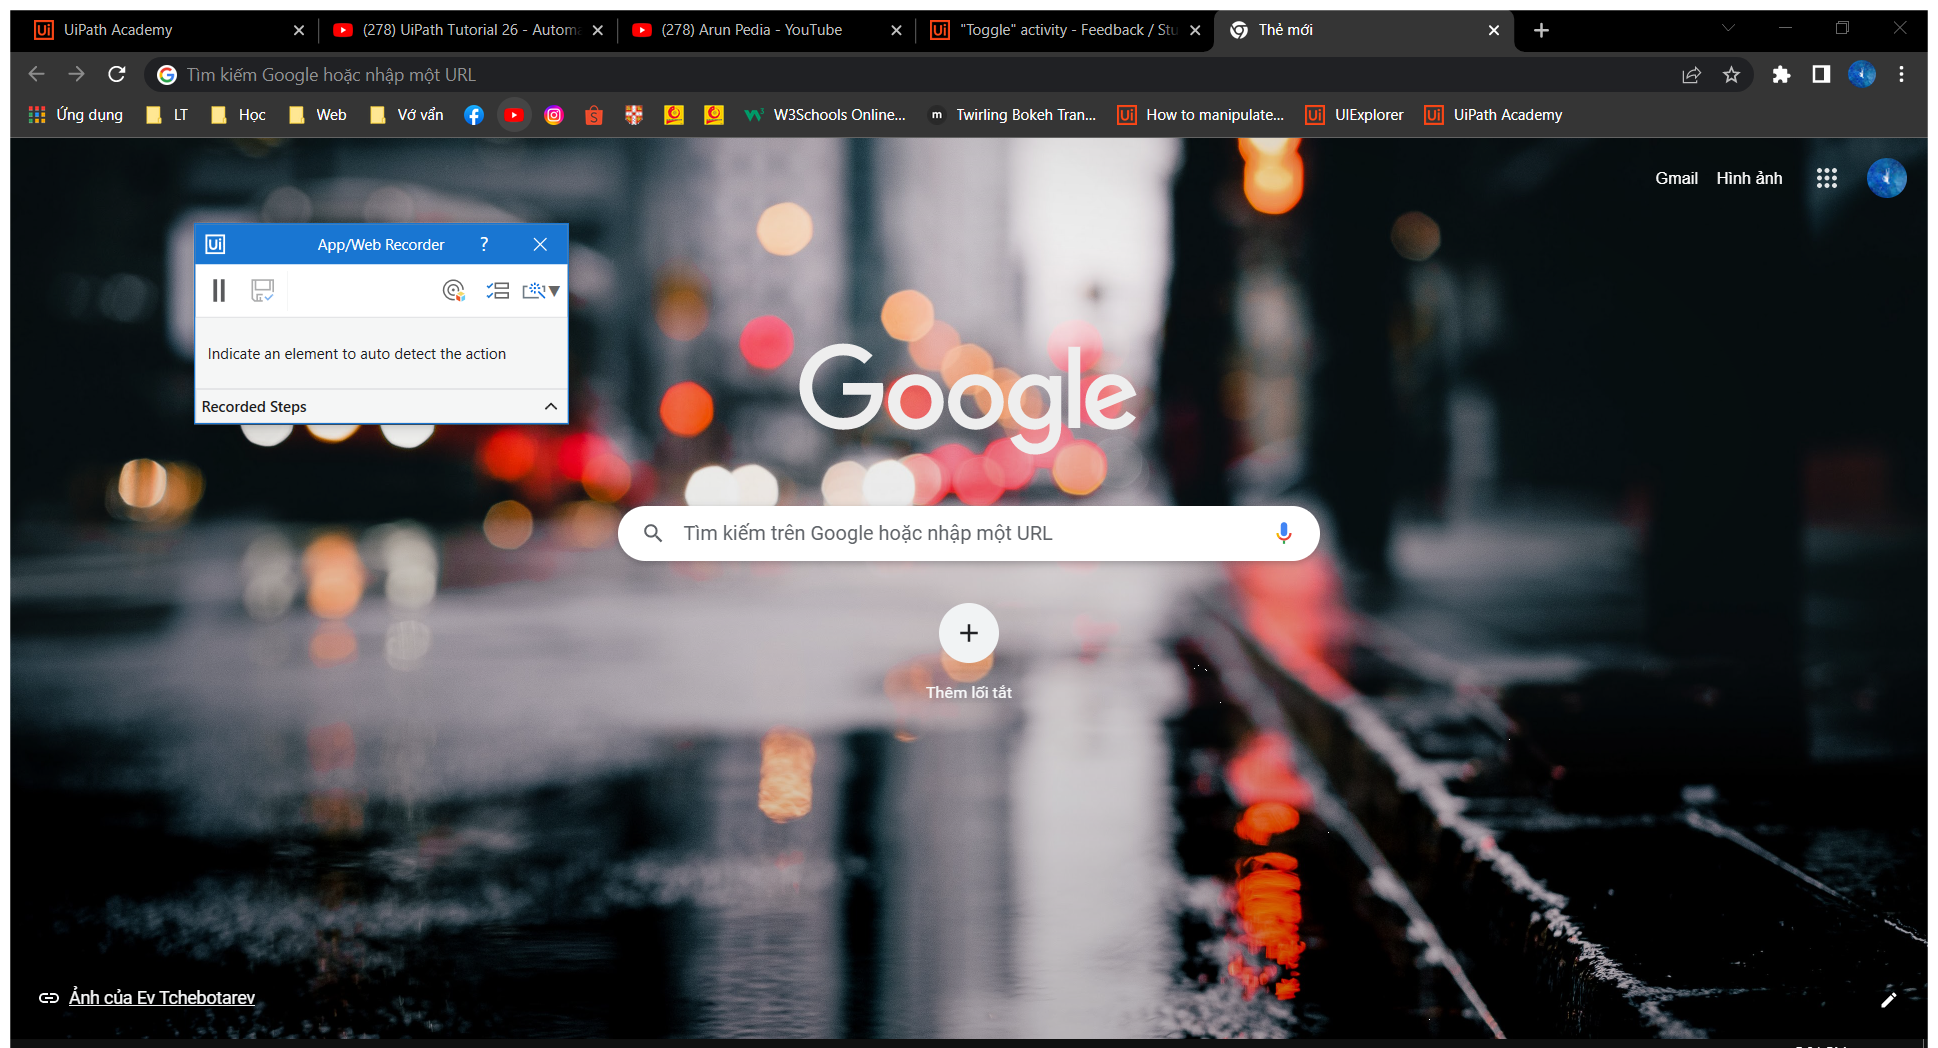 UiPath Academy
(278) UiPath Tutorial 26 - Autom
(278) Arun Pedia - YouTube
"Toggle" activity - Feedback / Stu
Thẻ mới
Tìm kiếm Google hoặc nhập một URL
Ứng dụng
LT
Học
Web
Vớ vẩn
W3Schools Online...
Twirling Bokeh Tran...
How to manipulate...
UIExplorer
UiPath Academy
Gmail
Hình ảnh
Ui App/Web Recorder ?
Indicate an element to auto detect the action
Recorded Steps
Google
Tìm kiếm trên Google hoặc nhập một URL
Thêm lối tắt
Ảnh của Ev Tchebotarev